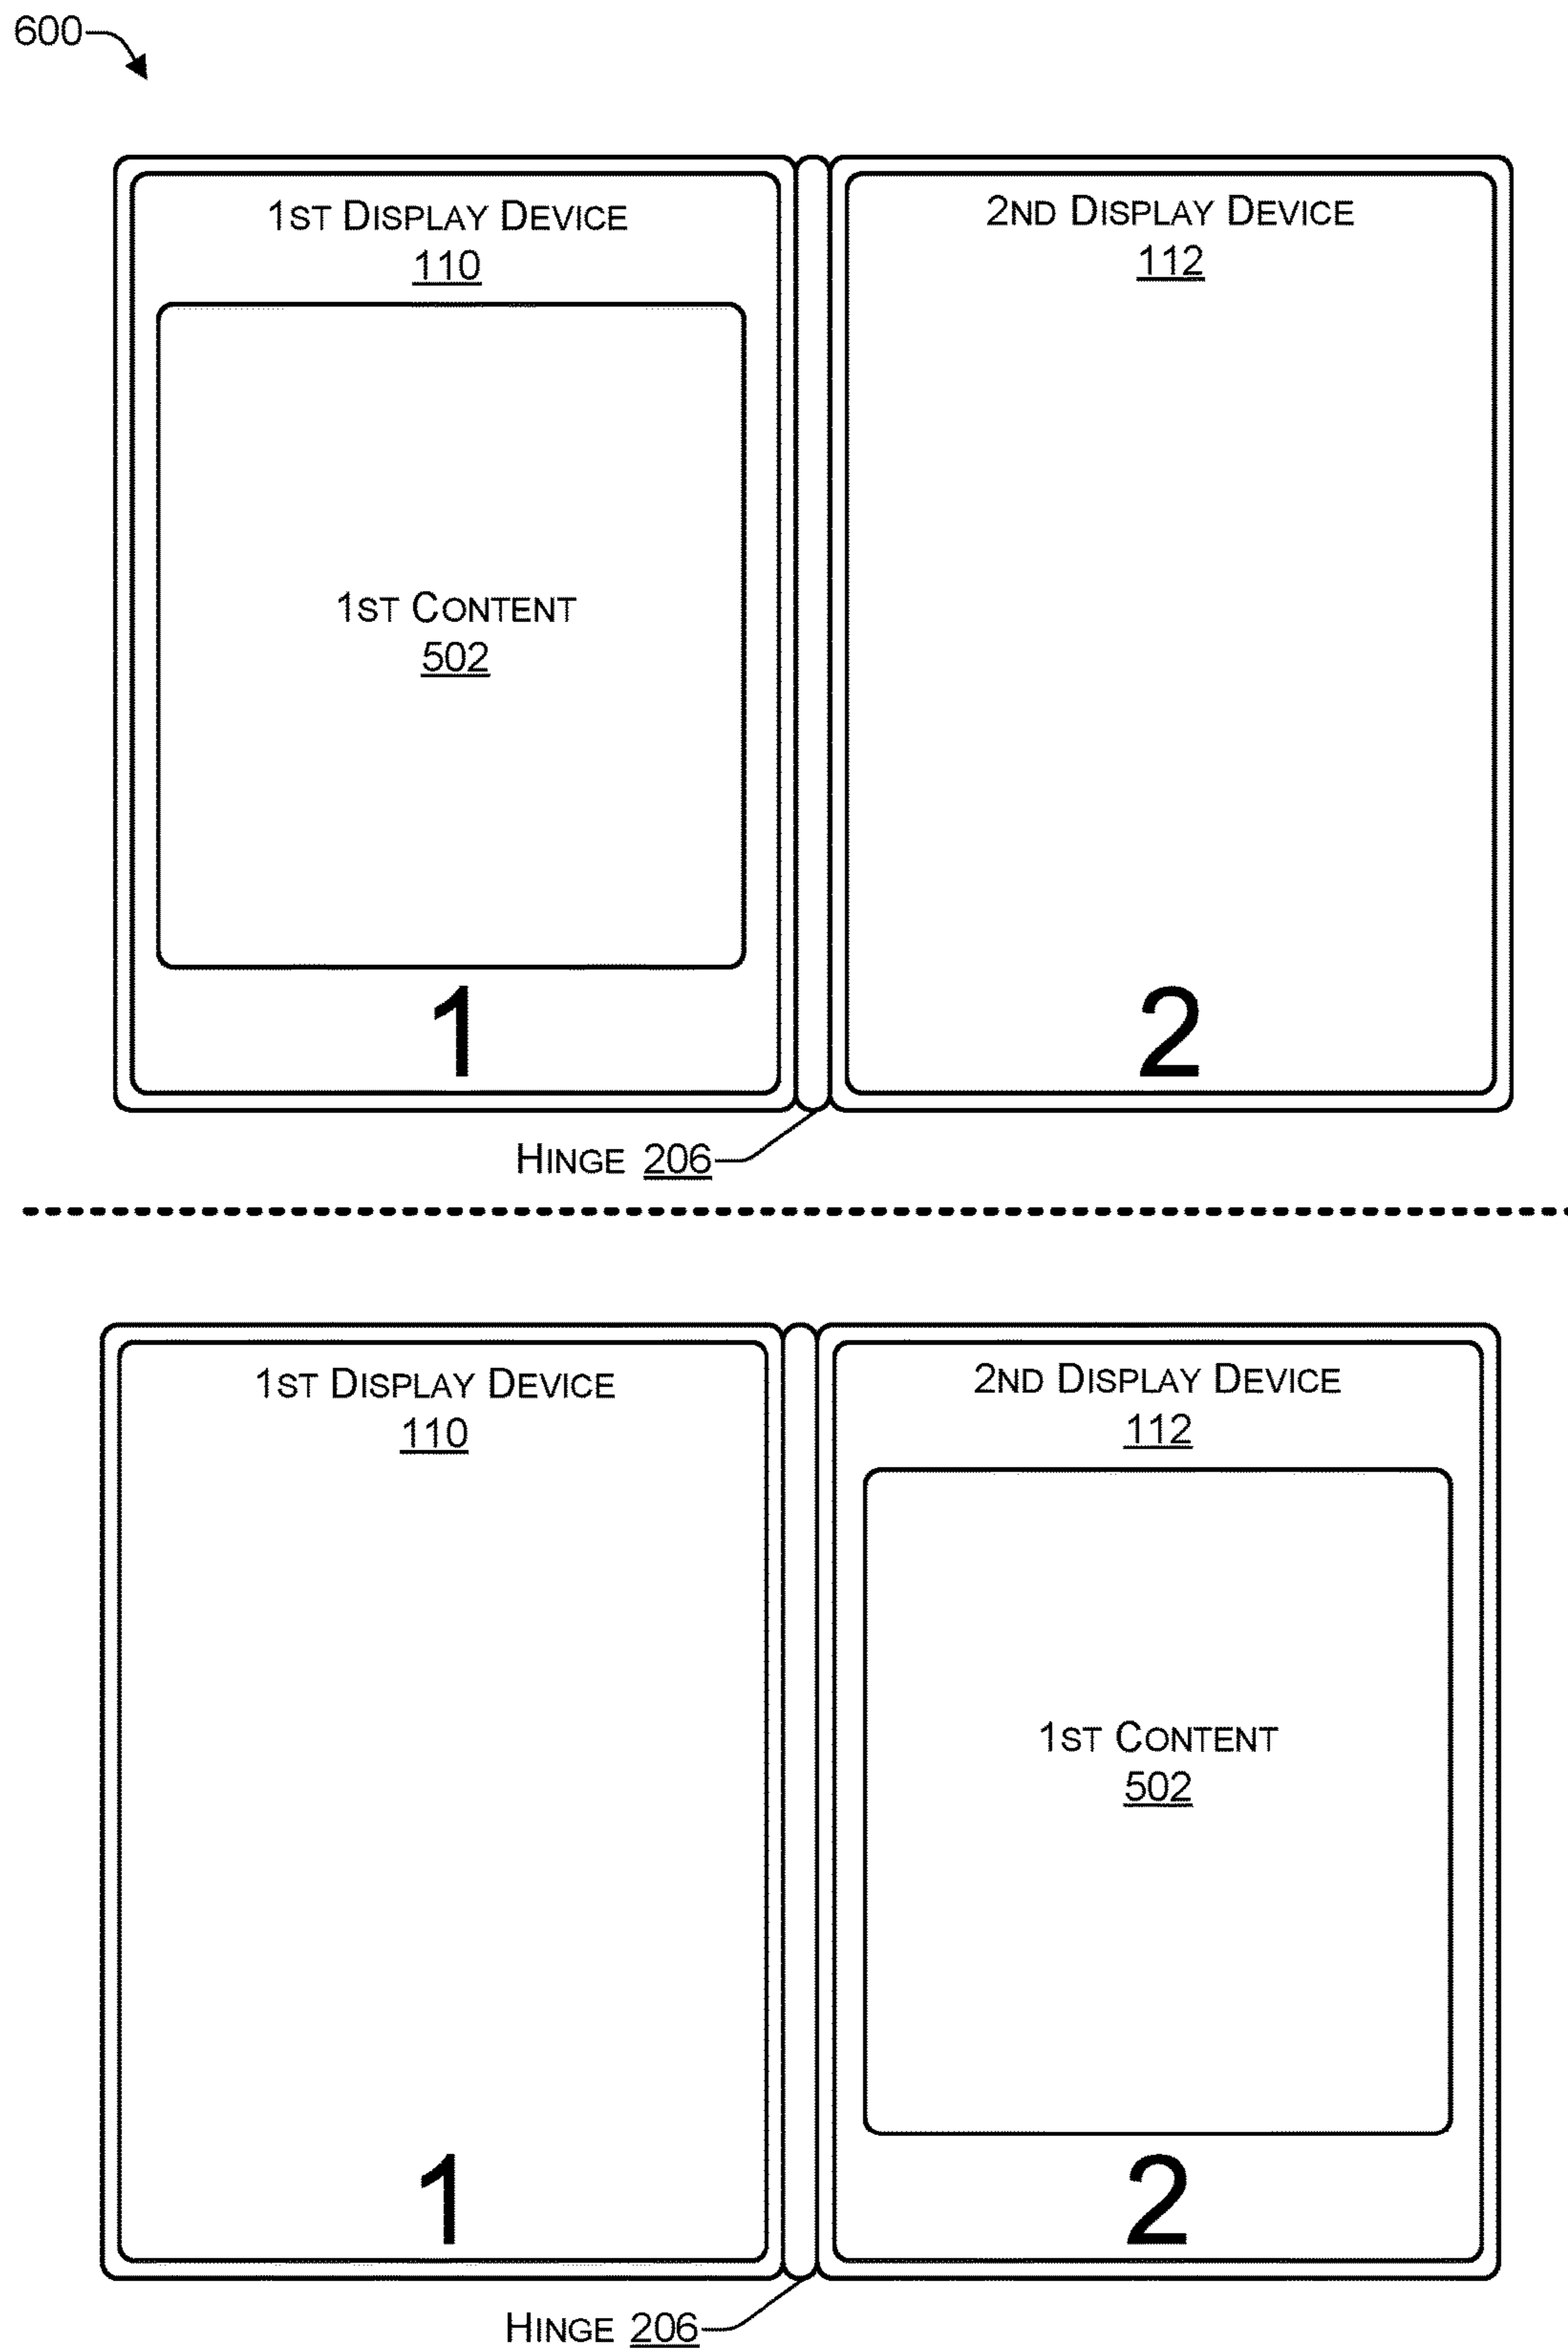 600
1ST DISPLAY DEVICE
110
2ND DISPLAY DEVICE
112
1ST CONTENT
502
1
2
HINGE 206
1ST DISPLAY DEVICE
110
2ND DISPLAY DEVICE
112
1ST CONTENT
502
1
2
HINGE 206